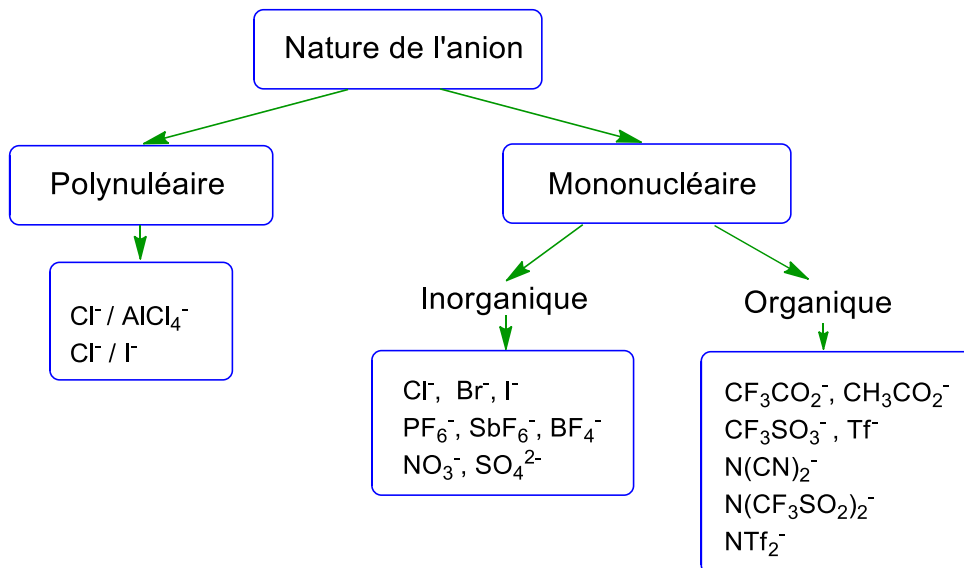 Nature de l'anion
Polynuléaire
Mononucléaire
Cl⁻ / AlCl₄⁻
Cl⁻ / I⁻
Inorganique
Cl⁻, Br⁻, I⁻
PF₆⁻, SbF₆⁻, BF₄⁻
NO₃⁻, SO₄²⁻
Organique
CF₃CO₂⁻, CH₃CO₂⁻
CF₃SO₃⁻ , Tf⁻
N(CN)₂⁻
N(CF₃SO₂)₂⁻
NTf₂⁻